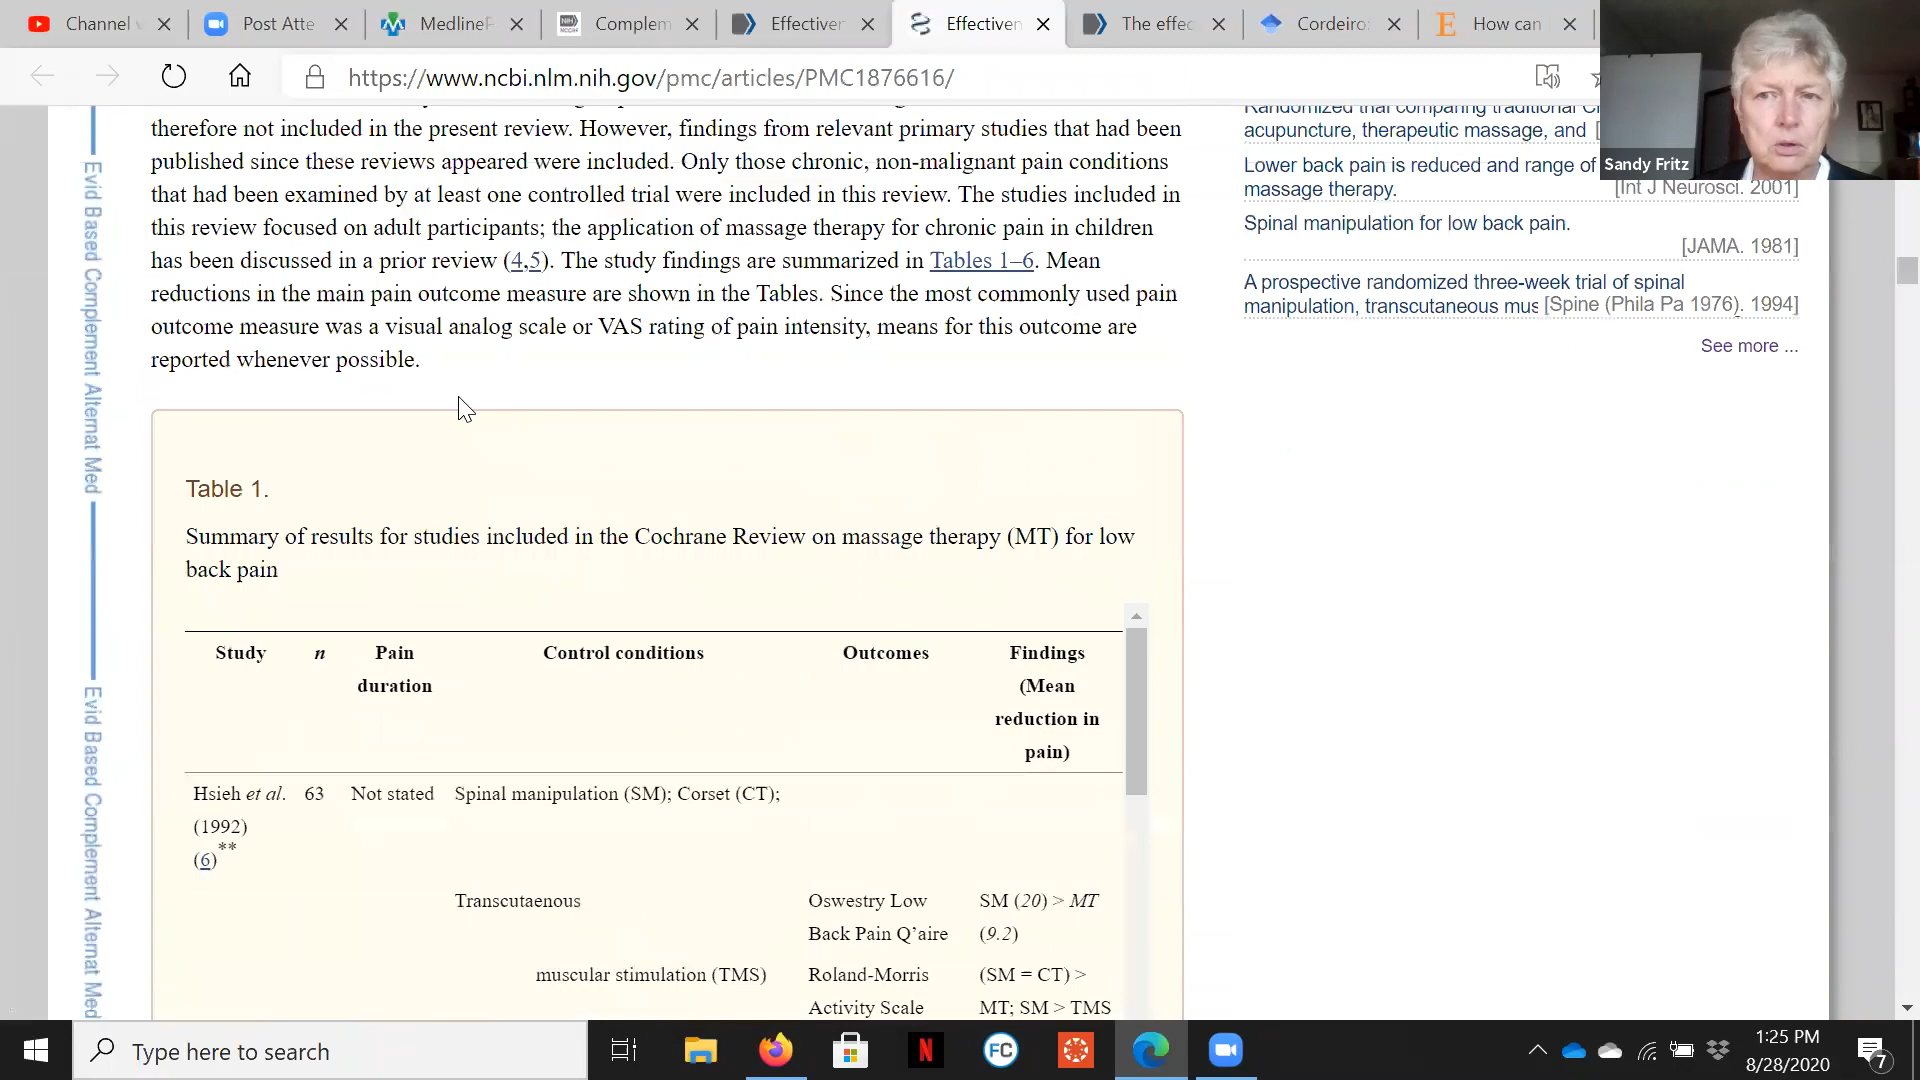 Channel
Post Atte
MedlineP
NIH
NCCIH
Complem
Effectiven
Effectiven
The effec
Cordeiro
How can
https://www.ncbi.nlm.nih.gov/pmc/articles/PMC1876616/
Sandy Fritz
Evid Based Complement Alternat Med
Evid Based Complement Alternat Med
therefore not included in the present review. However, findings from relevant primary studies that had been
published since these reviews appeared were included. Only those chronic, non-malignant pain conditions
that had been examined by at least one controlled trial were included in this review. The studies included in
this review focused on adult participants; the application of massage therapy for chronic pain in children
has been discussed in a prior review (4,5). The study findings are summarized in Tables 1–6. Mean
reductions in the main pain outcome measure are shown in the Tables. Since the most commonly used pain
outcome measure was a visual analog scale or VAS rating of pain intensity, means for this outcome are
reported whenever possible.
Table 1.
Summary of results for studies included in the Cochrane Review on massage therapy (MT) for low
back pain
Study n Pain Control conditions Outcomes Findings
duration (Mean
reduction in
pain)
Hsieh et al. 63 Not stated Spinal manipulation (SM); Corset (CT);
(1992)
(6)**
Transcutaenous Oswestry Low SM (20) > MT
Back Pain Q’aire (9.2)
muscular stimulation (TMS) Roland-Morris (SM = CT) >
Activity Scale MT; SM > TMS
Randomized trial comparing traditional C
acupuncture, therapeutic massage, and [
Lower back pain is reduced and range of
massage therapy. [Int J Neurosci. 2001]
Spinal manipulation for low back pain.
[JAMA. 1981]
A prospective randomized three-week trial of spinal
manipulation, transcutaneous mus [Spine (Phila Pa 1976). 1994]
See more ...
Type here to search
N
FC
1:25 PM
8/28/2020
7